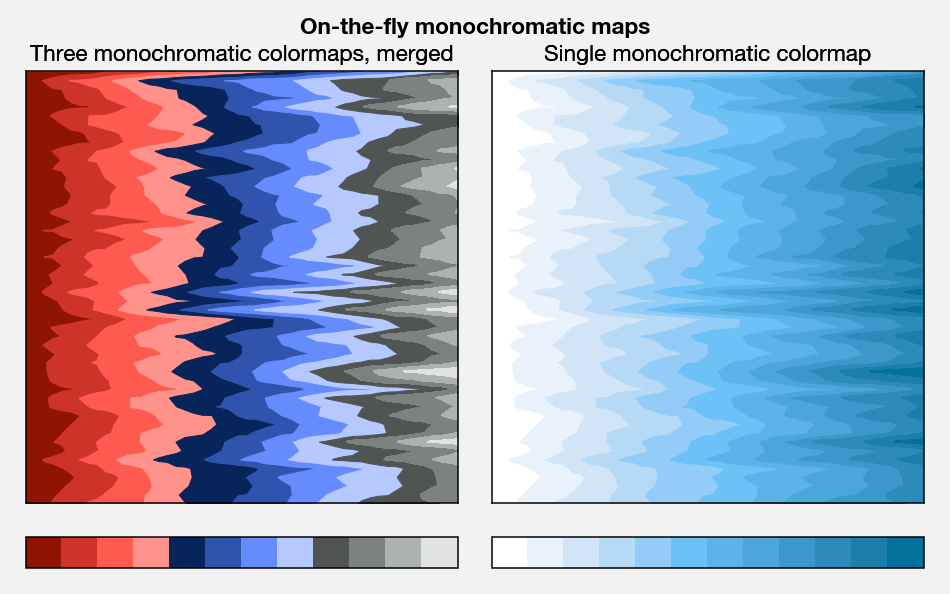 On-the-fly monochromatic maps
Three monochromatic colormaps, merged
Single monochromatic colormap